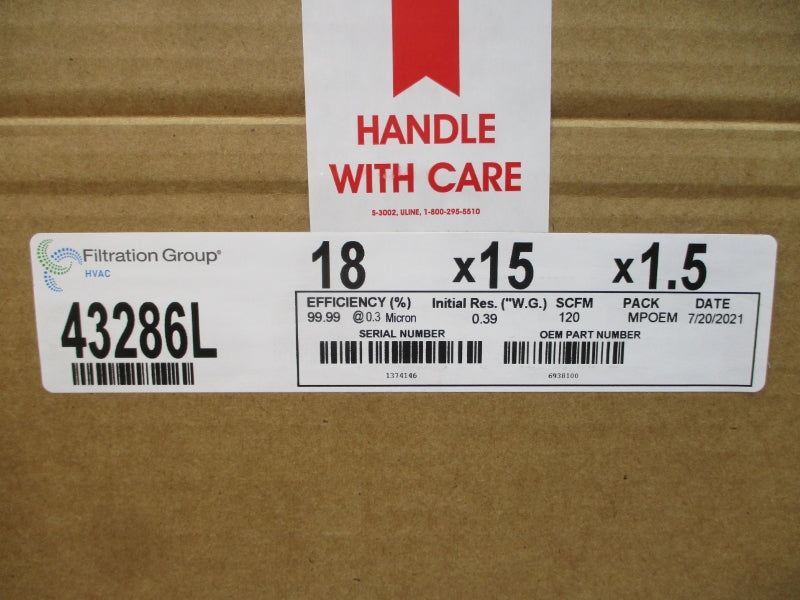 HANDLE
WITH CARE
S-3002, ULINE, 1-800-295-5510
Filtration Group®
HVAC
18 x15 x1.5
43286L
EFFICIENCY (%) Initial Res. ("W.G.) SCFM PACK DATE
99.99 @ 0.3 Micron 0.39 120 MPOEM 7/20/2021
SERIAL NUMBER OEM PART NUMBER
1374146 6938100